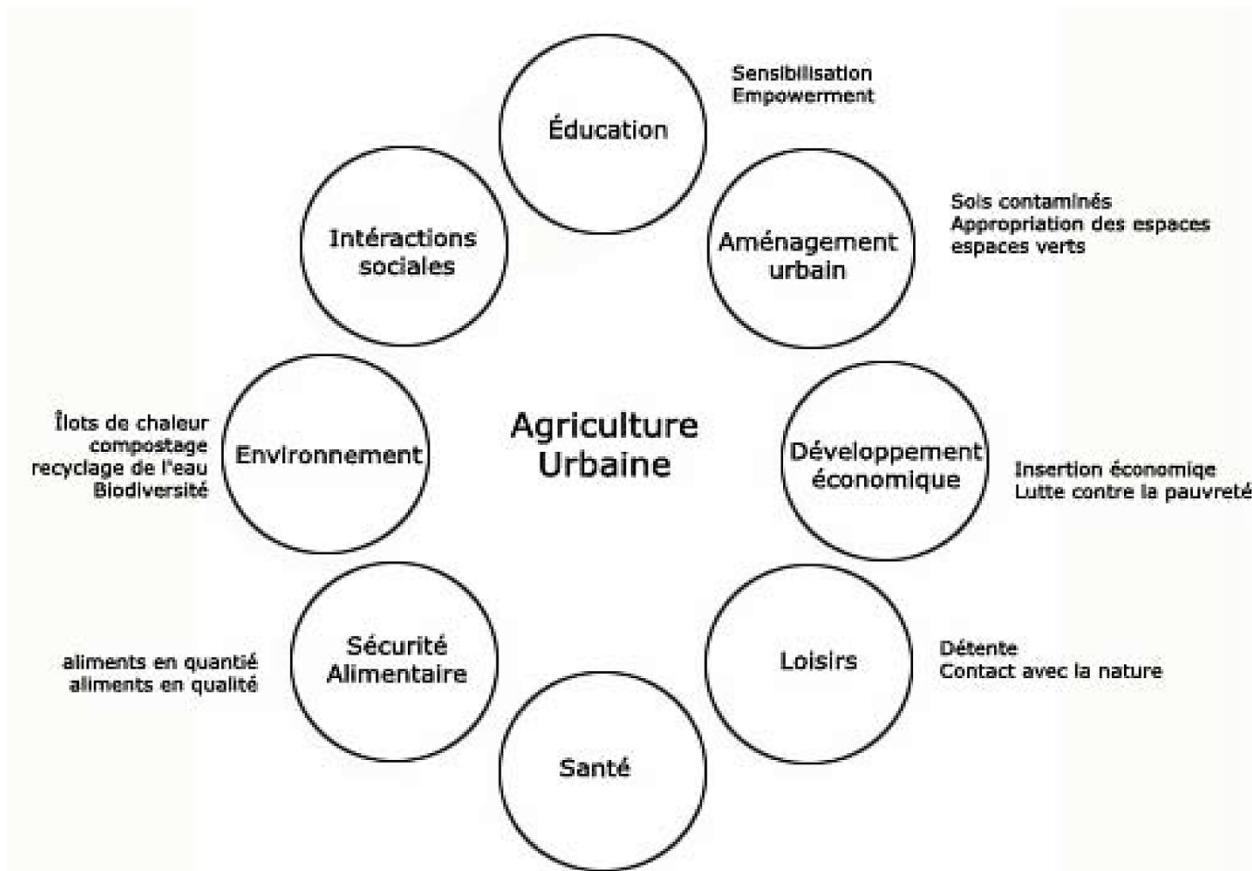 Éducation
Sensibilisation
Empowerment
Aménagement
urbain
Sols contaminés
Appropriation des espaces
espaces verts
Développement
économique
Insertion économiqe
Lutte contre la pauvreté
Loisirs
Détente
Contact avec la nature
Santé
Sécurité
Alimentaire
aliments en quantié
aliments en qualité
Environnement
Îlots de chaleur
compostage
recyclage de l'eau
Biodiversité
Intéractions
sociales
Agriculture
Urbaine